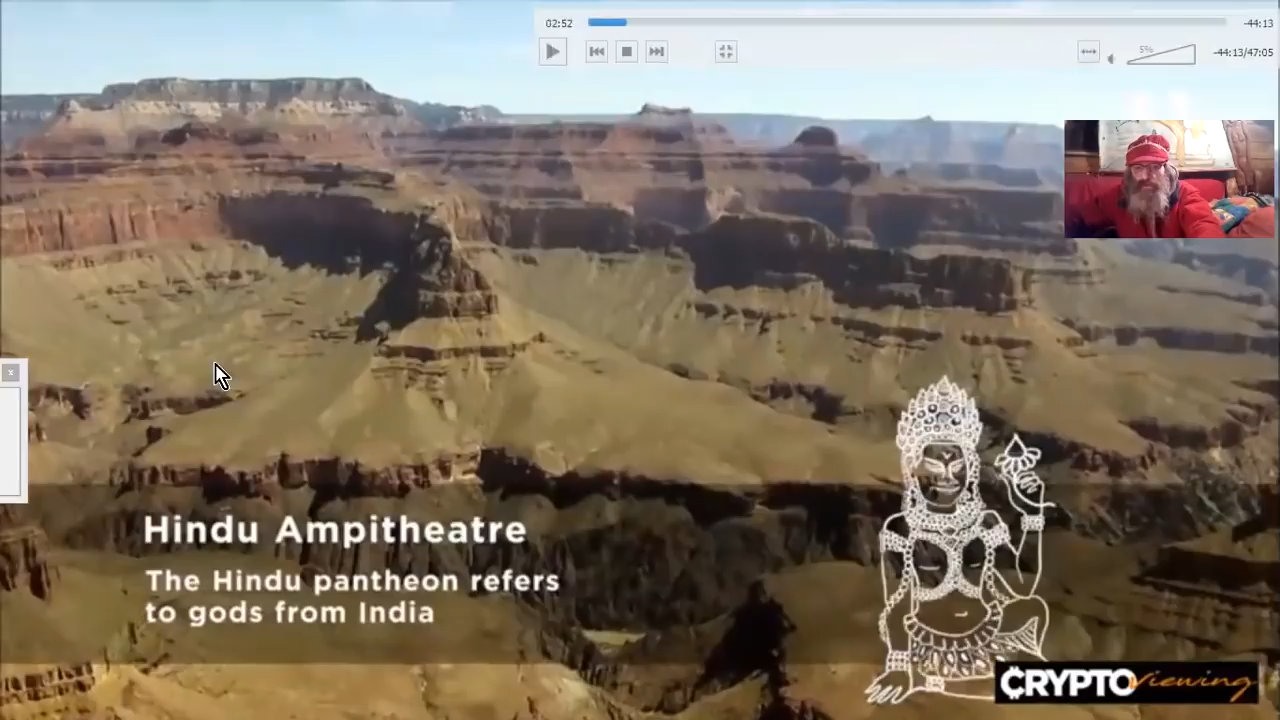 02:52
-44:13
5%
-44:13/47:05
x
Hindu Ampitheatre
The Hindu pantheon refers
to gods from India
₿RYPTOviewing